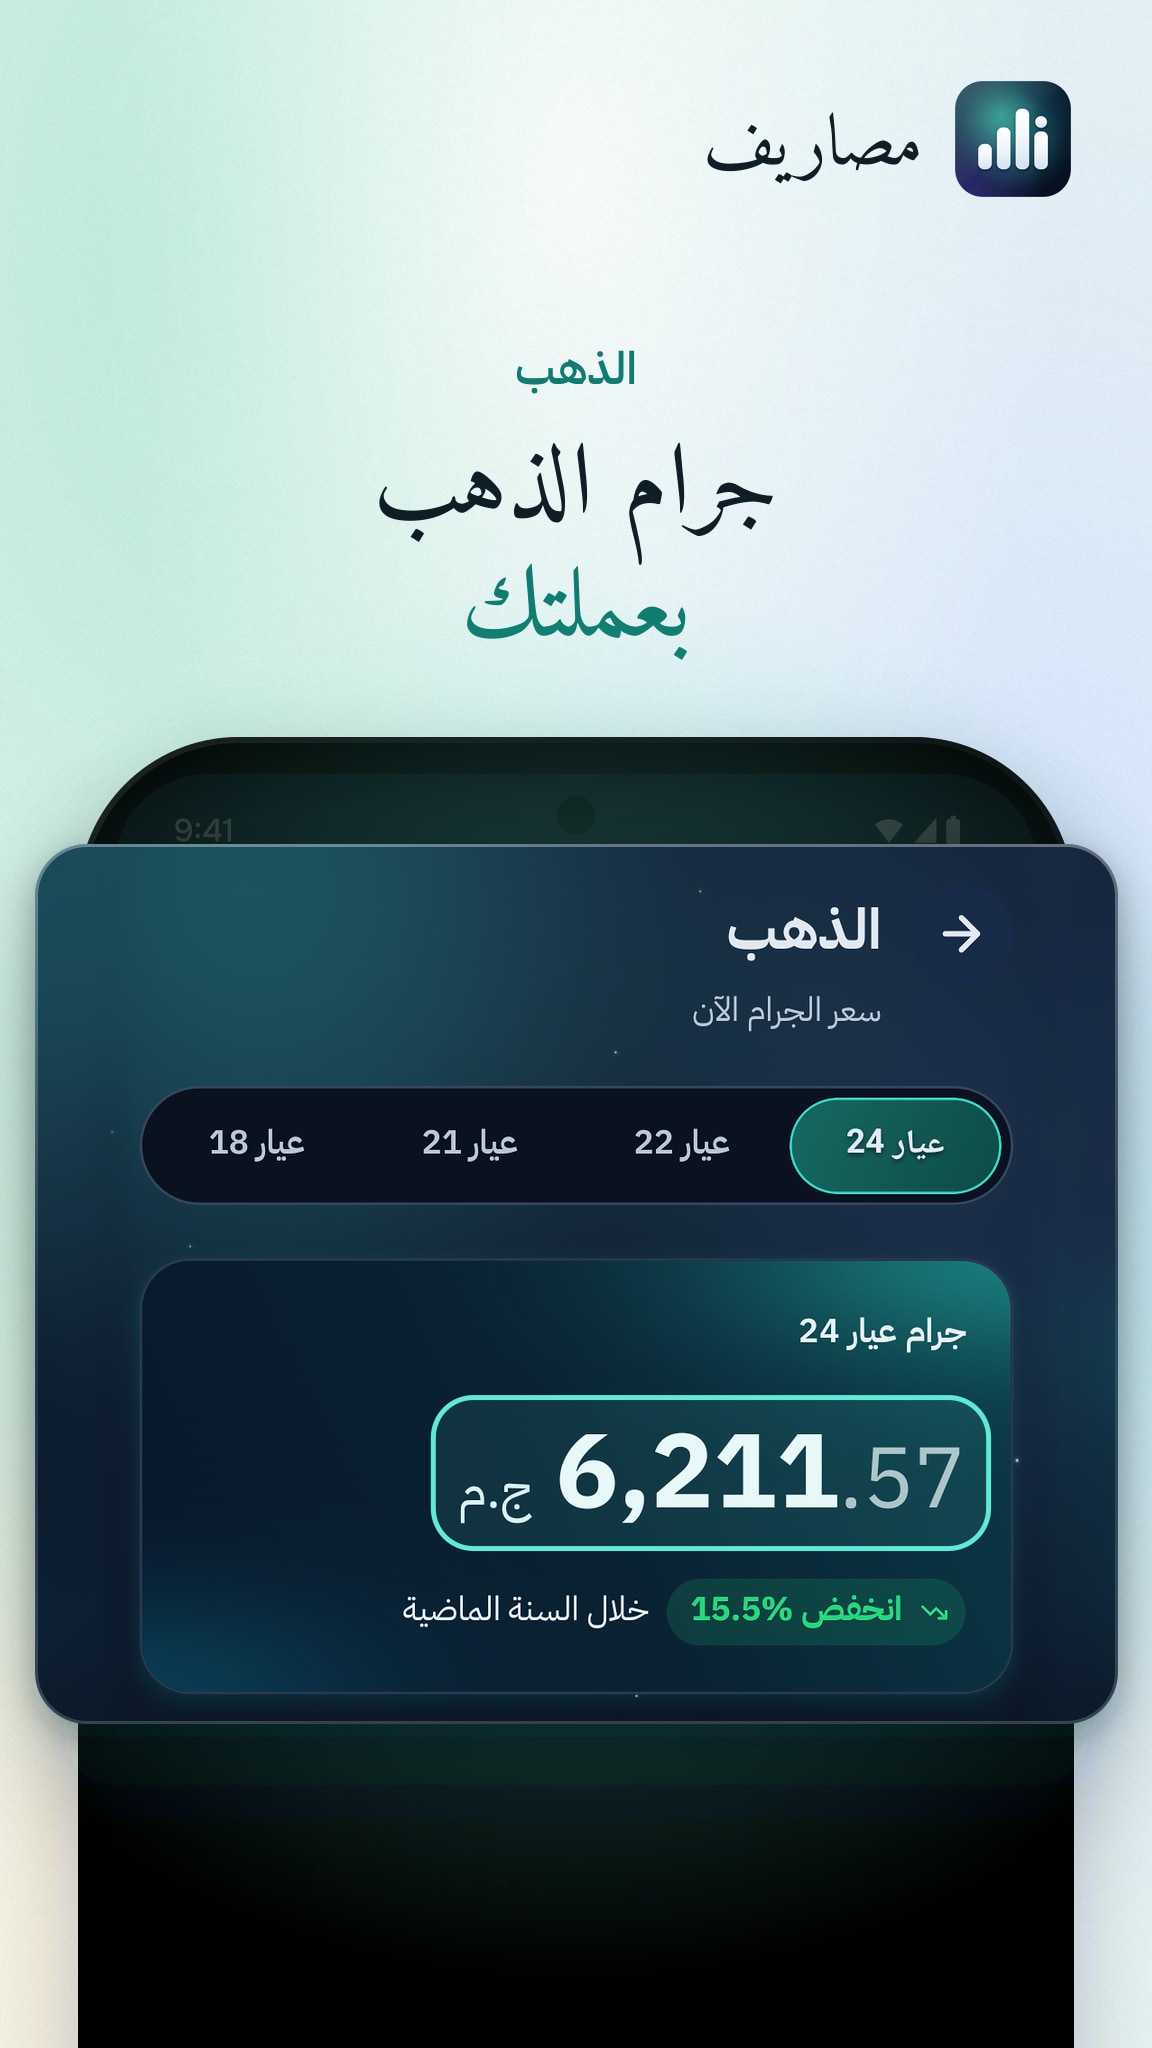 مصاريف
الذهب
جرام الذهب
بعملتك
9:41
الذهب
سعر الجرام الآن
عيار 24
عيار 22
عيار 21
عيار 18
جرام عيار 24
6,211.57 ج.م
انخفض 15.5% خلال السنة الماضية